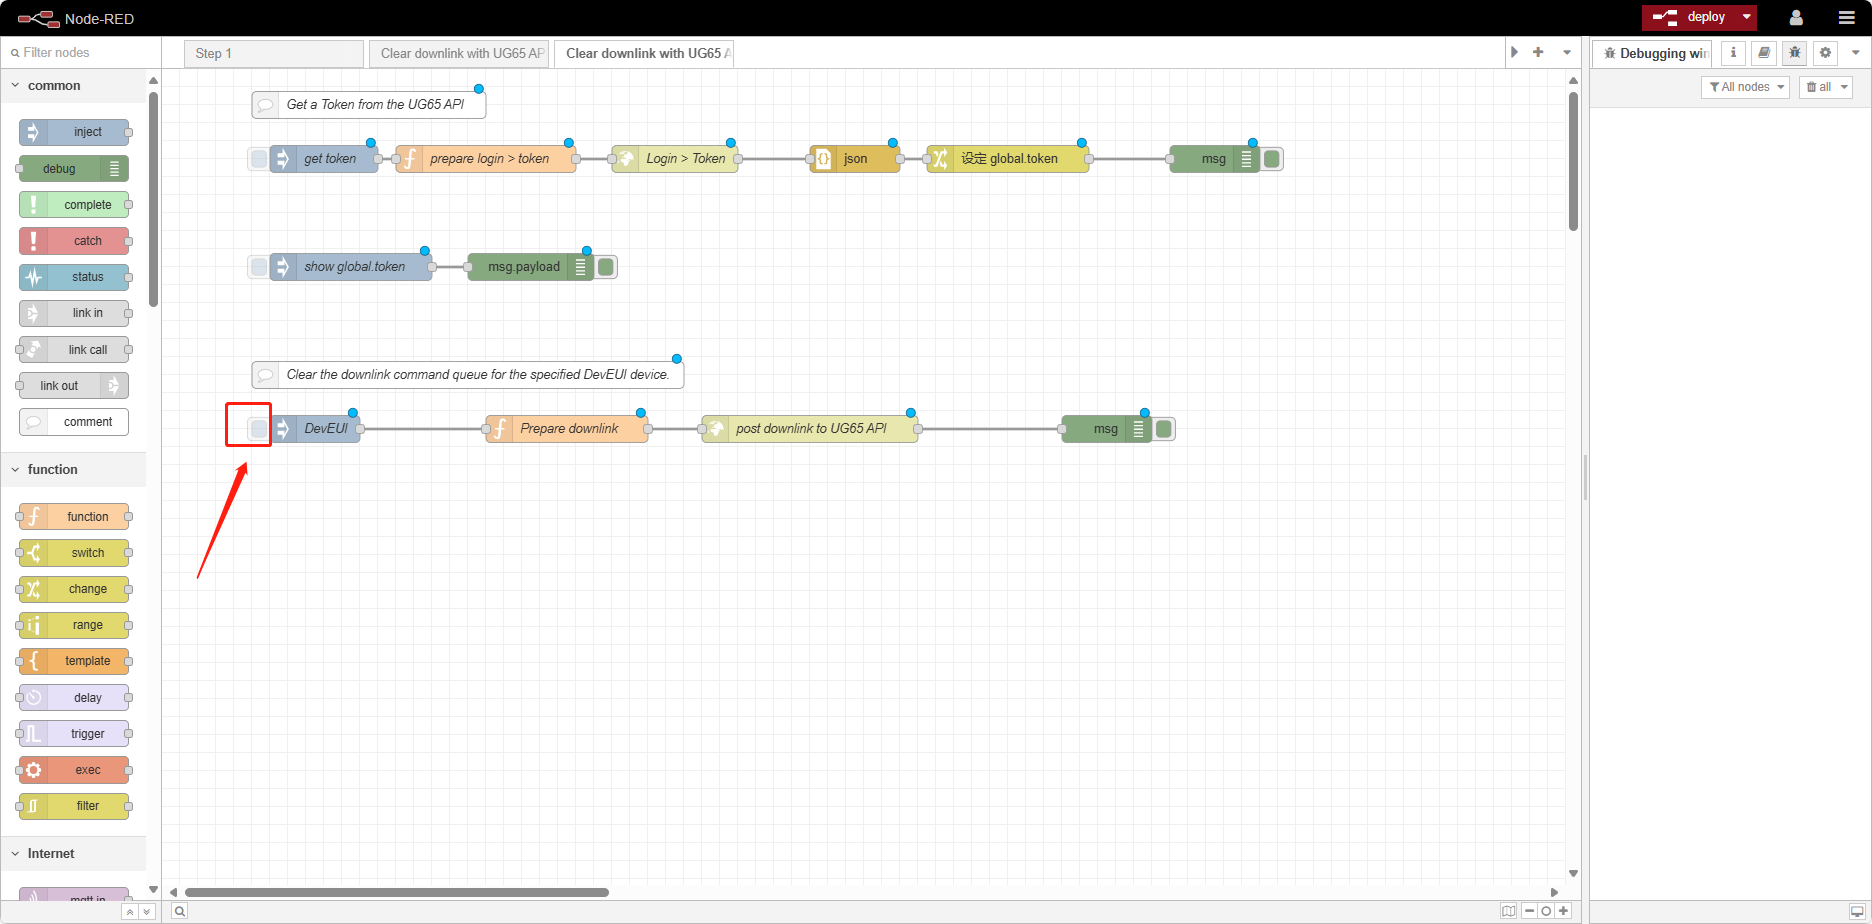 Node-RED
deploy
Filter nodes
Step 1
Clear downlink with UG65 AP
Clear downlink with UG65 A
Debugging win
All nodes
all
common
inject
debug
complete
catch
status
link in
link call
link out
comment
function
function
switch
change
range
template
delay
trigger
exec
filter
Internet
mqtt in
Get a Token from the UG65 API
get token
prepare login > token
Login > Token
json
设定 global.token
msg
show global.token
msg.payload
Clear the downlink command queue for the specified DevEUI device.
DevEUI
Prepare downlink
post downlink to UG65 API
msg